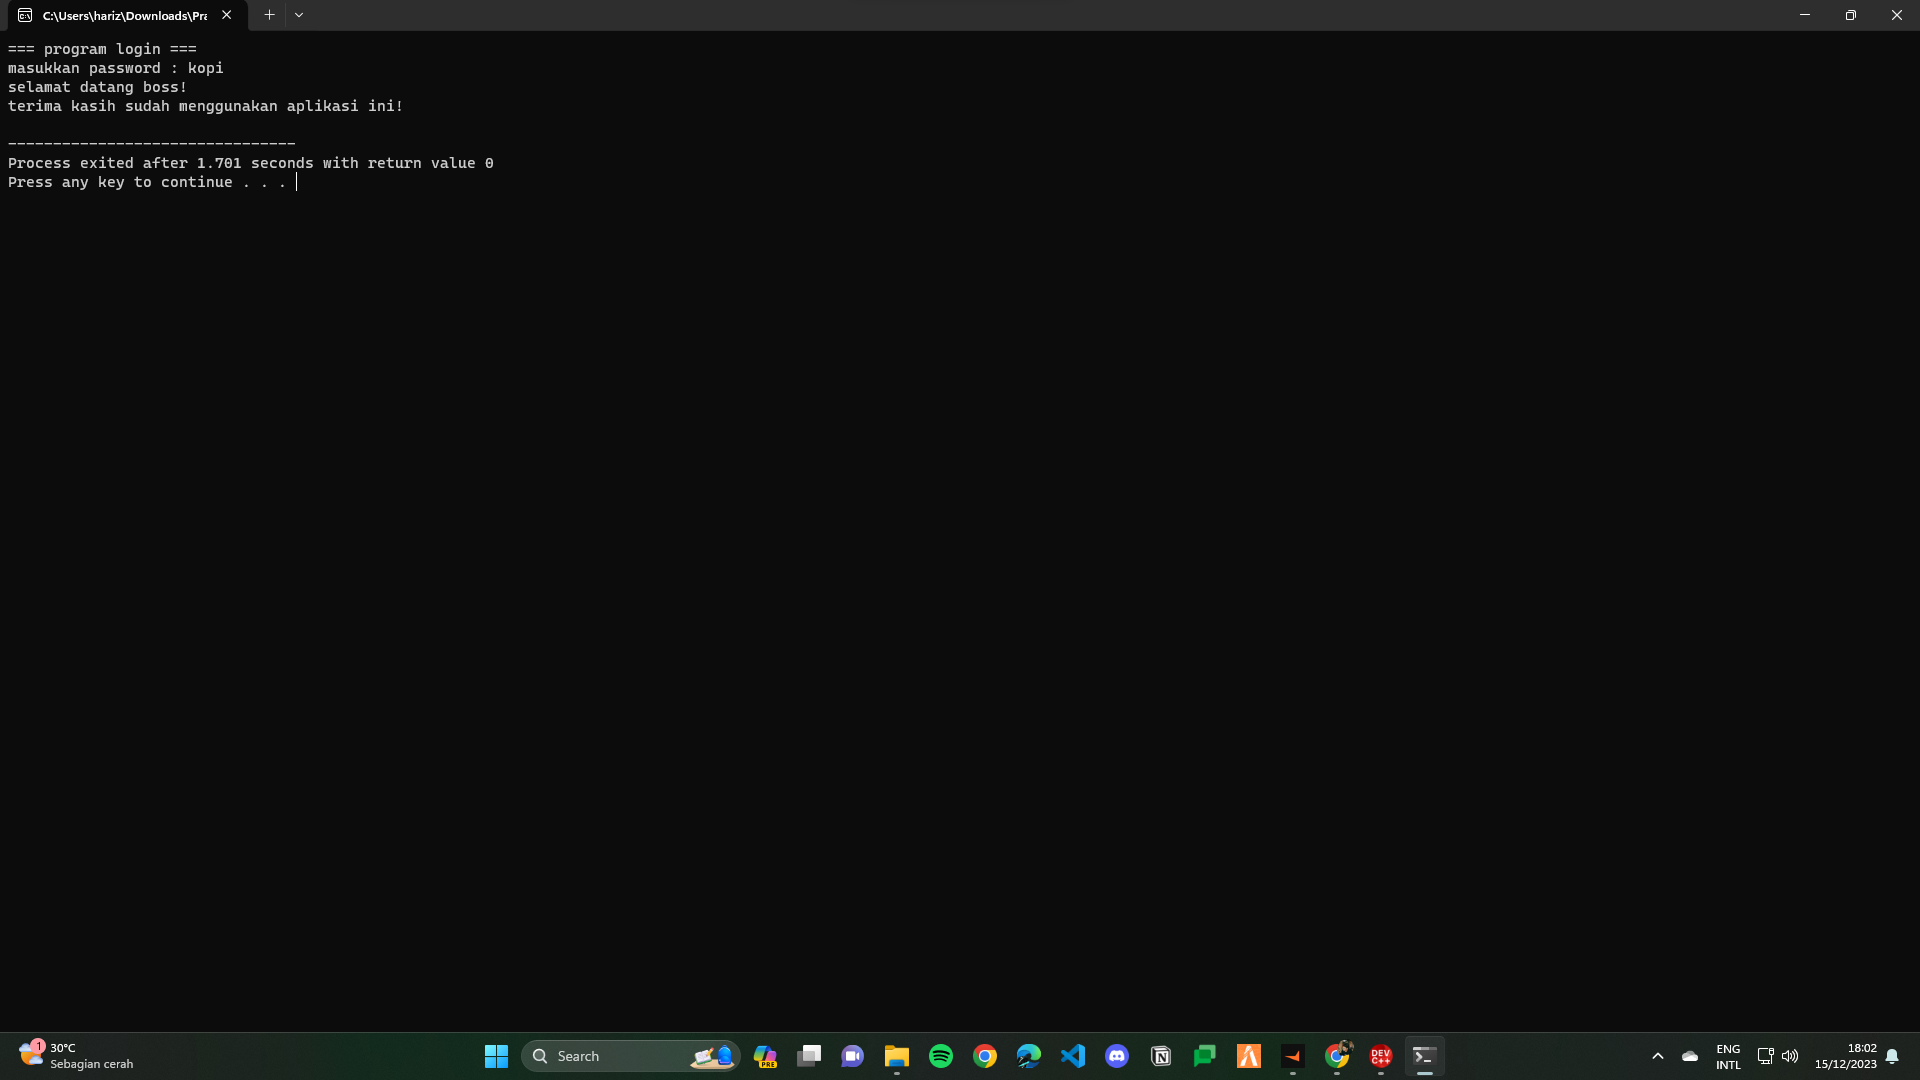 C:\Users\hariz\Downloads\Pra
=== program login ===
masukkan password : kopi
selamat datang boss!
terima kasih sudah menggunakan aplikasi ini!
--------------------------------
Process exited after 1.701 seconds with return value 0
Press any key to continue . . .
1
30°C
Sebagian cerah
Search
PRE
DEV
C++
ENG
INTL
18:02
15/12/2023